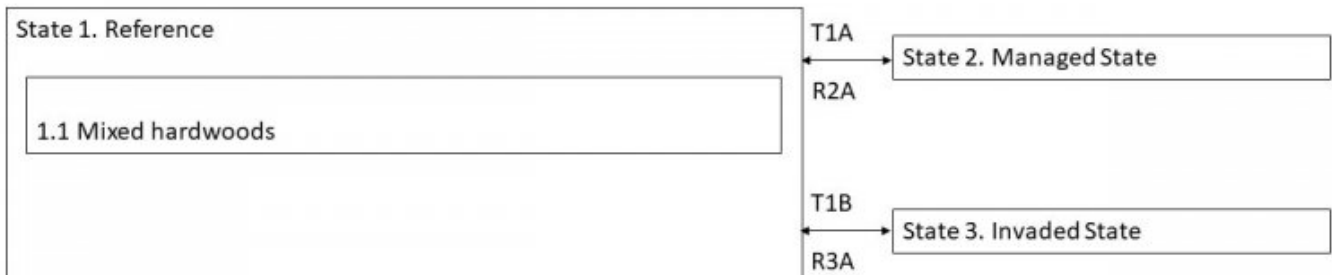 State 1. Reference
1.1 Mixed hardwoods
T1A
State 2. Managed State
R2A
T1B
State 3. Invaded State
R3A